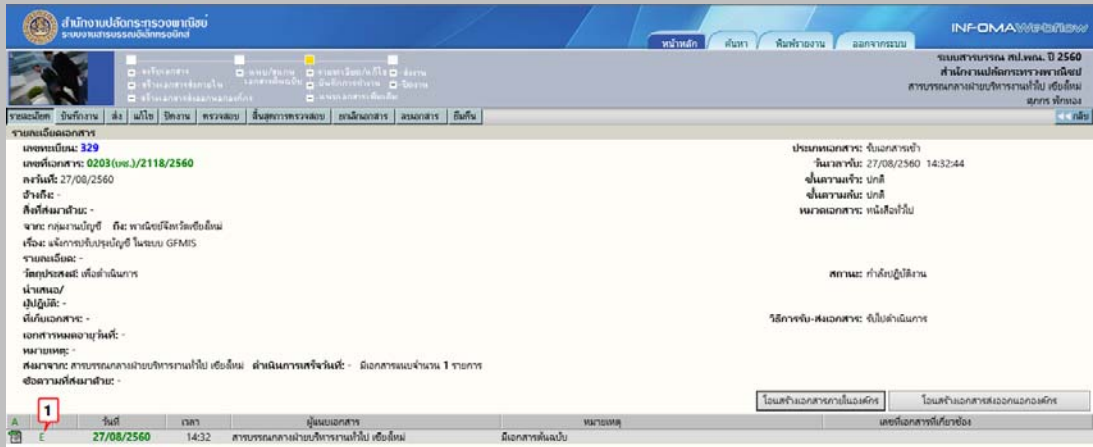 สำนักงานปลัดกระทรวงพาณิชย์
ระบบงานสารบรรณอิเล็กทรอนิกส์
INFOMA Webflow
หน้าหลัก ค้นหา พิมพ์รายงาน ออกจากระบบ
ระบบสารบรรณ สป.พณ. ปี 2560
สำนักงานปลัดกระทรวงพาณิชย์
สารบรรณกลางฝ่ายบริหารงานทั่วไป เชียงใหม่
ศุภกร ฟักทอง
รายละเอียด บันทึกงาน ส่ง แก้ไข ปิดงาน ตรวจสอบ สิ้นสุดการตรวจสอบ ยกเลิกเอกสาร ลบเอกสาร ยืมคืน กลับ
รายละเอียดเอกสาร
เลขทะเบียน: 329 ประเภทเอกสาร: รับเอกสารเข้า
เลขที่เอกสาร: 0203(บช.)/2118/2560 วันเวลารับ: 27/08/2560 14:32:44
ลงวันที่: 27/08/2560 ชั้นความเร็ว: ปกติ
อ้างถึง: - ชั้นความลับ: ปกติ
สิ่งที่ส่งมาด้วย: - หมวดเอกสาร: หนังสือทั่วไป
จาก: กลุ่มงานบัญชี ถึง: พาณิชย์จังหวัดเชียงใหม่
เรื่อง: แจ้งการปรับปรุงบัญชี ในระบบ GFMIS
รายละเอียด: -
วัตถุประสงค์: เพื่อดำเนินการ สถานะ: กำลังปฏิบัติงาน
นำเสนอ/
ผู้ปฏิบัติ: -
ที่เก็บเอกสาร: - วิธีการรับ-ส่งเอกสาร: รับไปดำเนินการ
เอกสารหมดอายุวันที่: -
หมายเหตุ: -
ส่งมาจาก: สารบรรณกลางฝ่ายบริหารงานทั่วไป เชียงใหม่ ดำเนินการเสร็จวันที่: - มีเอกสารแนบจำนวน 1 รายการ
ข้อความที่ส่งมาด้วย: -
โอนสร้างเอกสารภายในองค์กร โอนสร้างเอกสารส่งออกนอกองค์กร
1
A วันที่ เวลา ผู้แนบเอกสาร หมายเหตุ เลขที่เอกสารที่เกี่ยวข้อง
E 27/08/2560 14:32 สารบรรณกลางฝ่ายบริหารงานทั่วไป เชียงใหม่ มีเอกสารต้นฉบับ